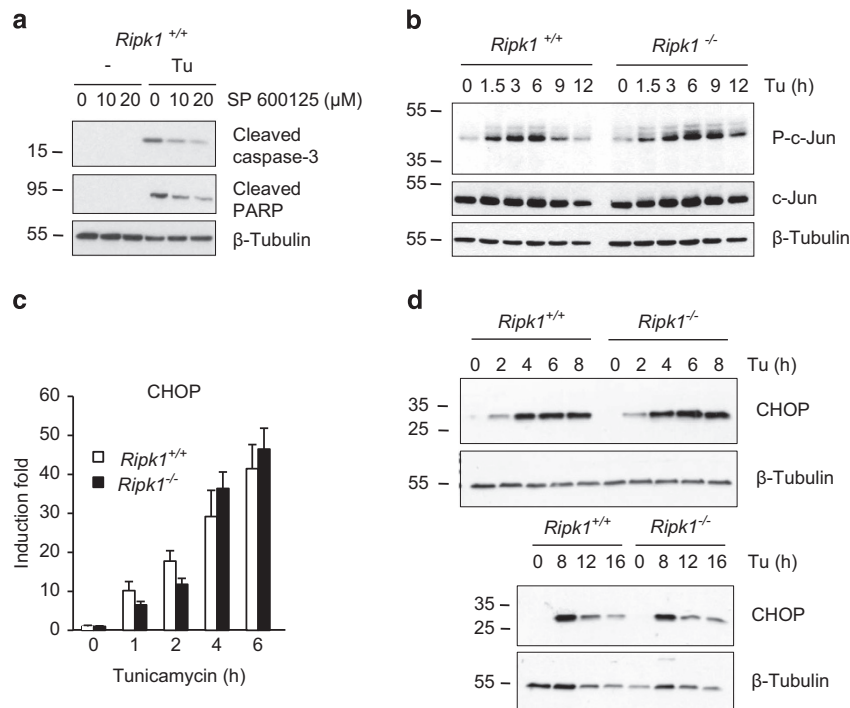 a
Ripk1 +/+
- Tu
0 10 20 0 10 20 SP 600125 (µM)
15 – Cleaved caspase-3
95 – Cleaved PARP
55 – β-Tubulin
b
Ripk1 +/+ Ripk1 -/-
0 1.5 3 6 9 12 0 1.5 3 6 9 12 Tu (h)
55 –
P-c-Jun
35 –
55 –
c-Jun
55 – β-Tubulin
c
CHOP
Induction fold
60
50
40
30
20
10
0
Ripk1+/+
Ripk1-/-
0 1 2 4 6
Tunicamycin (h)
d
Ripk1+/+ Ripk1-/-
0 2 4 6 8 0 2 4 6 8 Tu (h)
35 –
CHOP
25 –
55 – β-Tubulin
Ripk1+/+ Ripk1-/-
0 8 12 16 0 8 12 16 Tu (h)
35 –
CHOP
25 –
55 – β-Tubulin